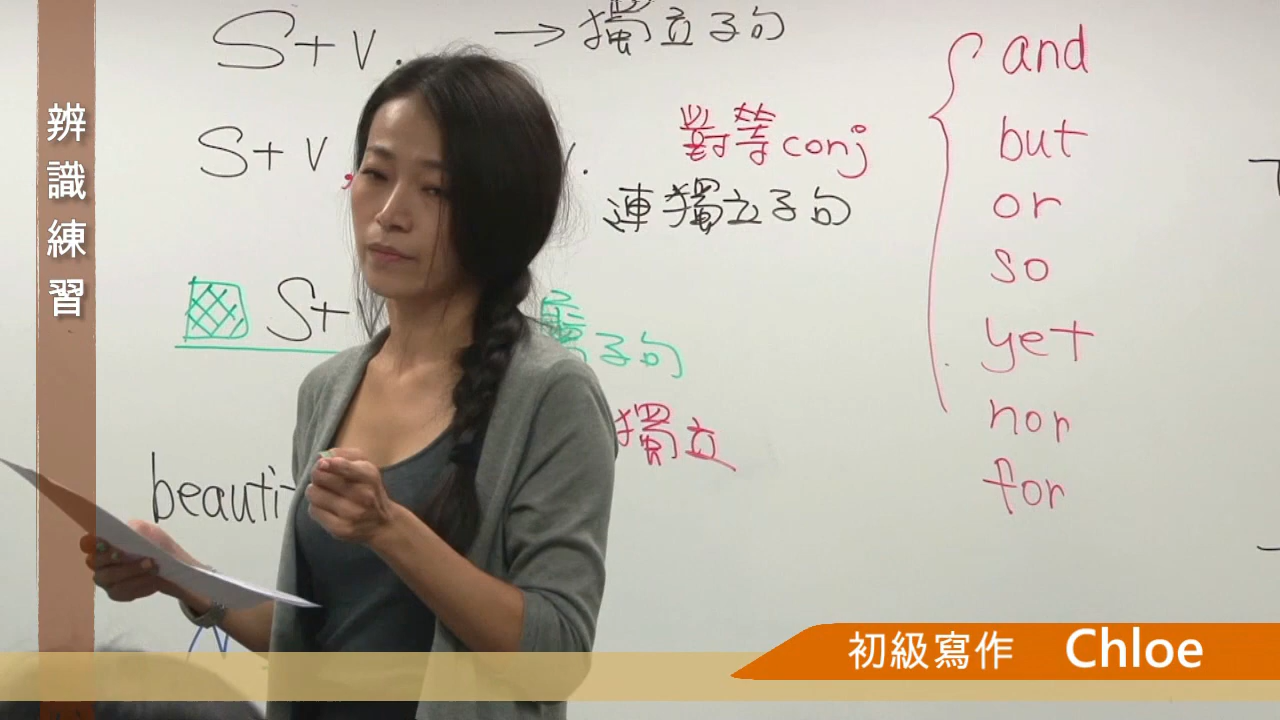 辨識練習
S+V. → 獨立子句
S+V,
.
對等conj
連獨立子句
S+V
子句
獨立
beauti
and
but
or
so
yet
nor
for
初級寫作 Chloe